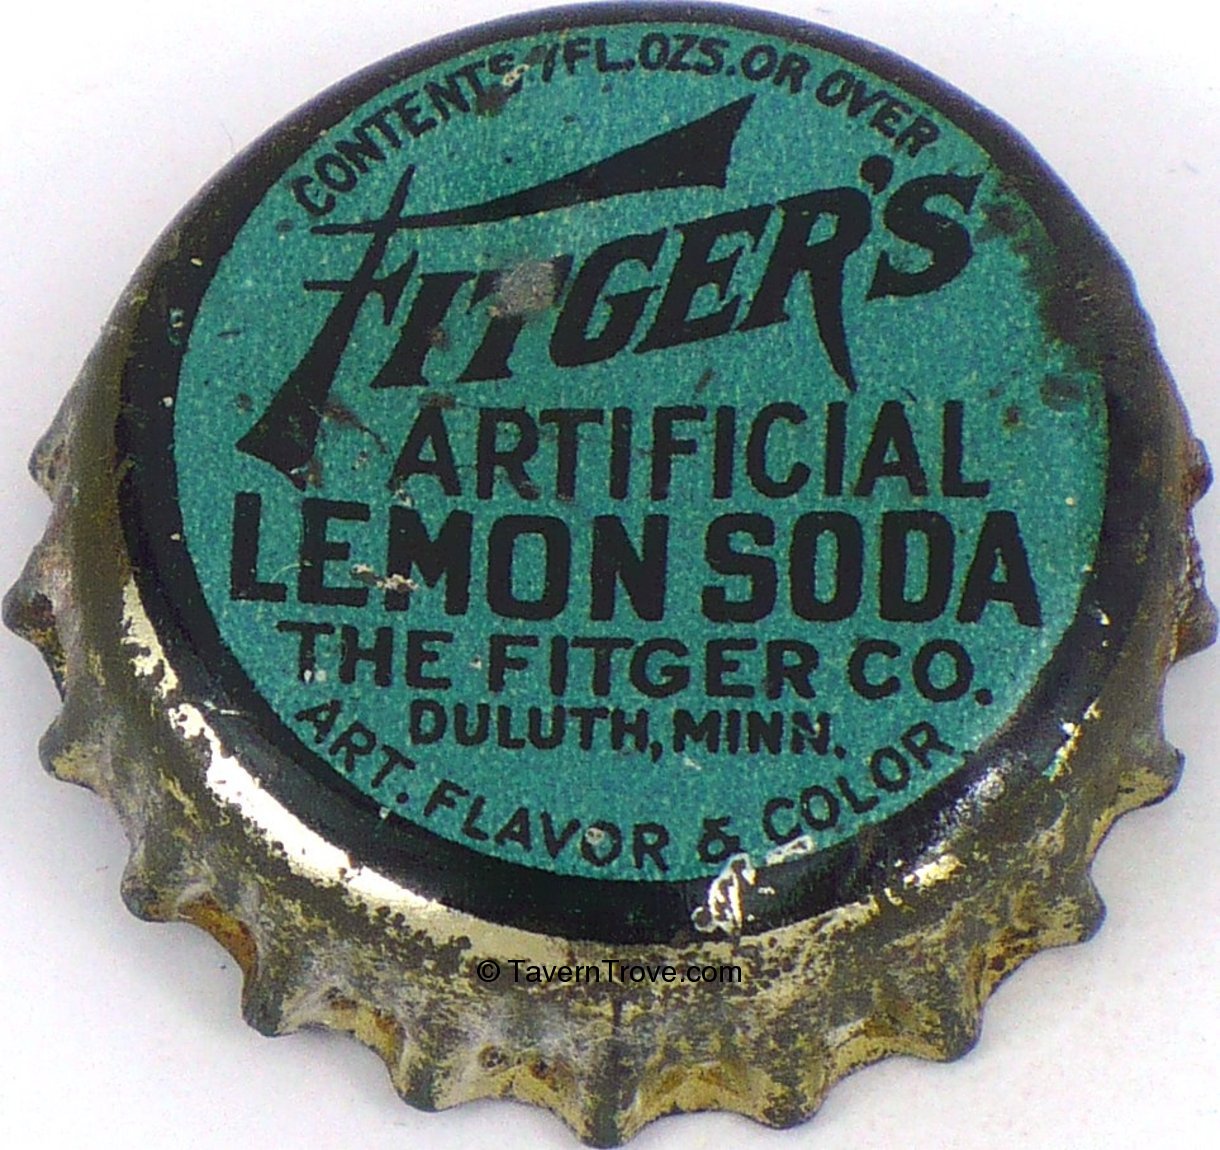 CONTENTS 7 FL. OZS. OR OVER
FITGER'S
ARTIFICIAL
LEMON SODA
THE FITGER CO.
DULUTH, MINN.
ART. FLAVOR & COLOR
© TavernTrove.com